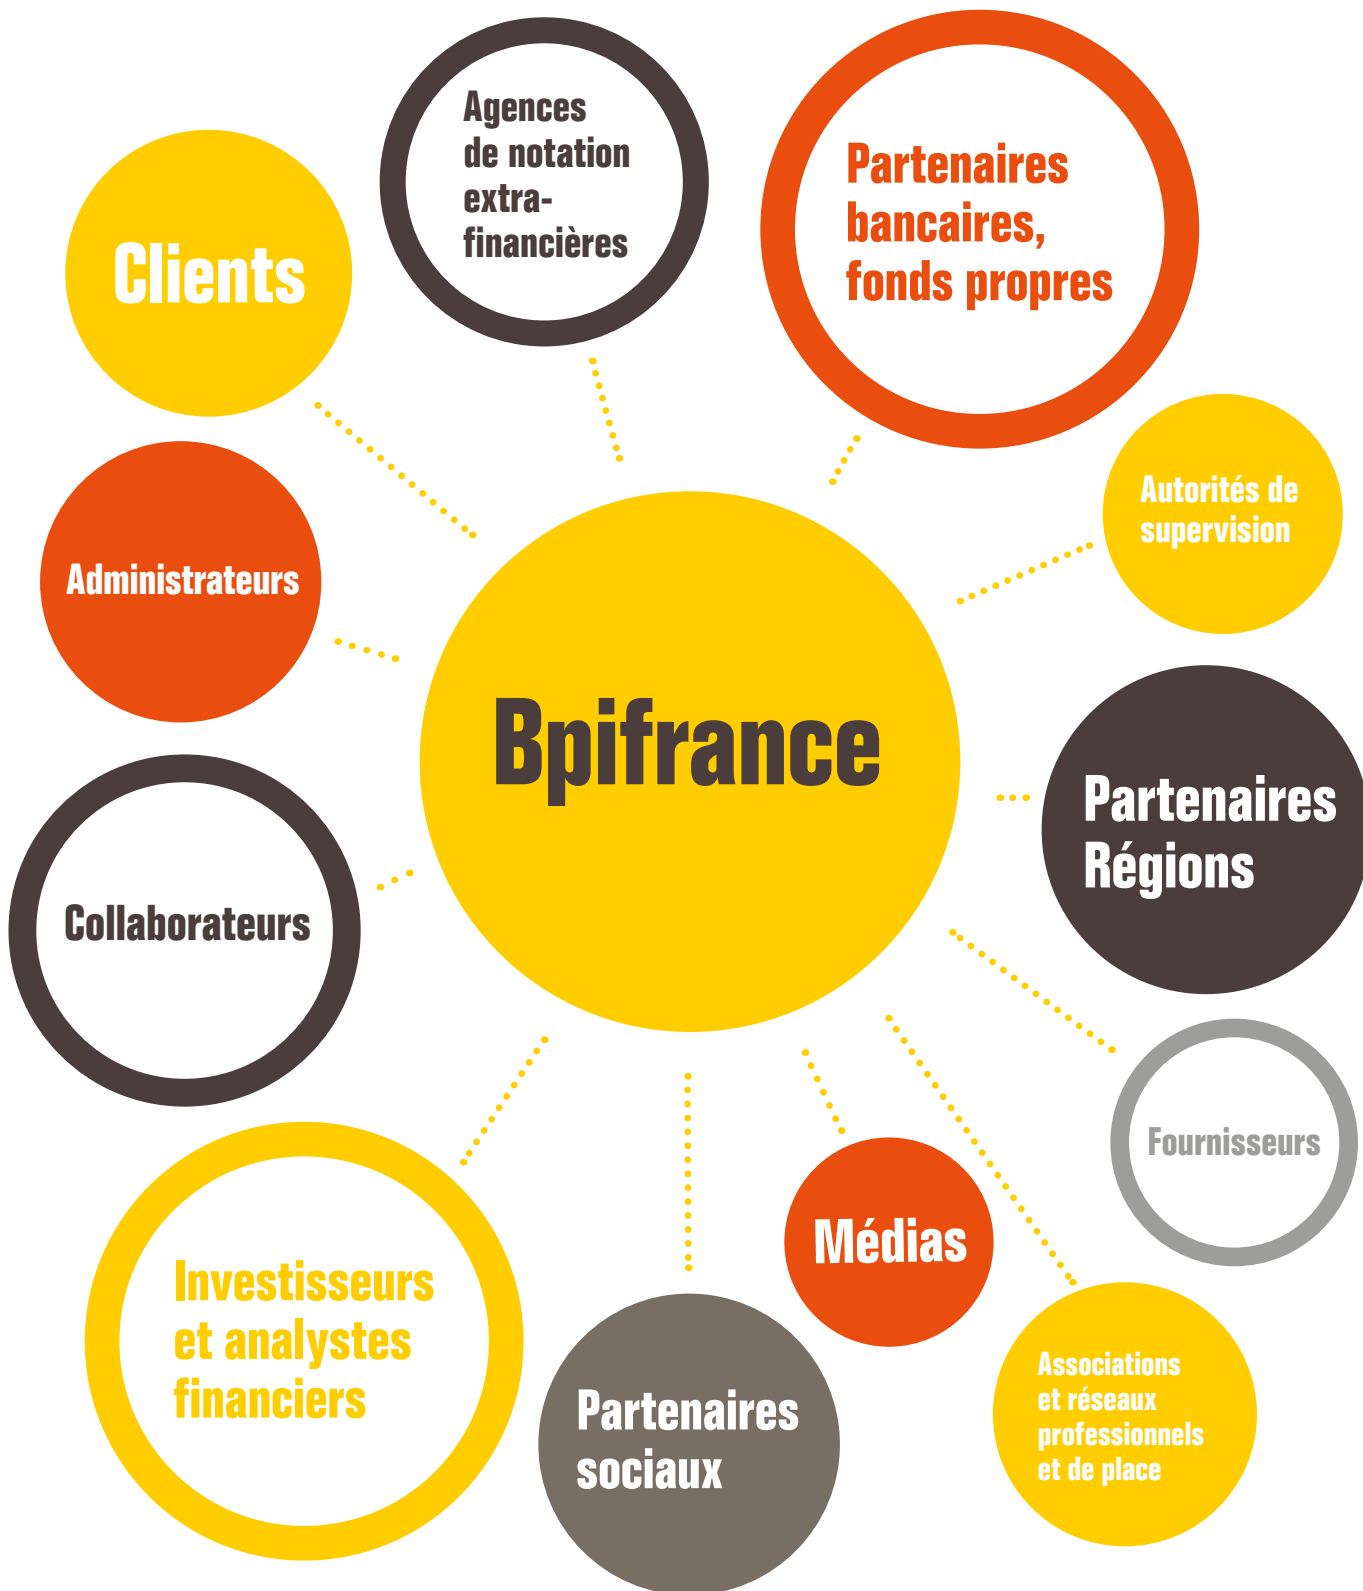 Agences
de notation
extra-
financières
Partenaires
bancaires,
fonds propres
Clients
Autorités de
supervision
Administrateurs
Bpifrance
Partenaires
Régions
Collaborateurs
Fournisseurs
Médias
Investisseurs
et analystes
financiers
Partenaires
sociaux
Associations
et réseaux
professionnels
et de place